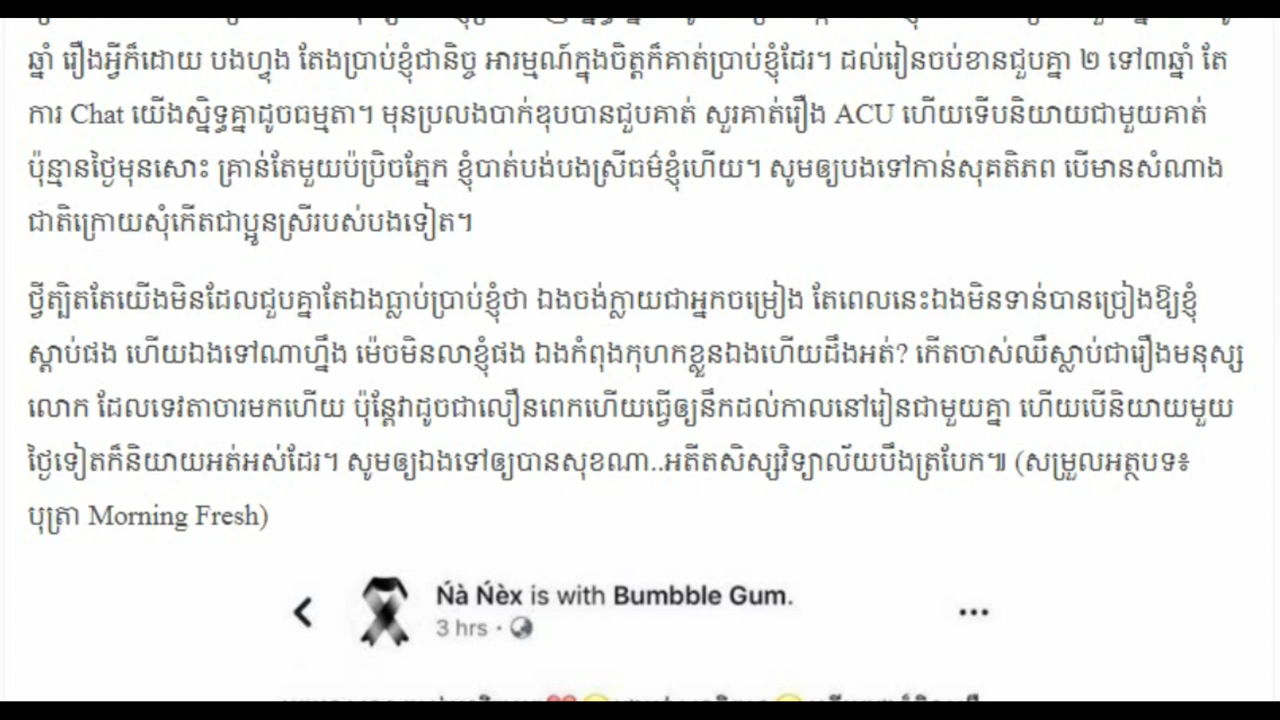 ឆ្នាំ រឿងអ្វីក៏ដោយ បងហ្វុង តែងប្រាប់ខ្ញុំជានិច្ច អារម្មណ៍ក្នុងចិត្តក៏គាត់ប្រាប់ខ្ញុំដែរ។ ដល់រៀនចប់ខានជួបគ្នា ២ ទៅ៣ឆ្នាំ តែ
ការ Chat យើងស្និទ្ធគ្នាដូចធម្មតា។ មុនប្រលងបាក់ឌុបបានជួបគាត់ សួរគាត់រឿង ACU ហើយទើបនិយាយជាមួយគាត់
ប៉ុន្មានថ្ងៃមុនសោះ គ្រាន់តែមួយប៉ប្រិចភ្នែក ខ្ញុំបាត់បង់បងស្រីធម៌ខ្ញុំហើយ។ សូមឲ្យបងទៅកាន់សុគតិភព បើមានសំណាង
ជាតិក្រោយសុំកើតជាប្អូនស្រីរបស់បងទៀត។
ថ្វីត្បិតតែយើងមិនដែលជួបគ្នាតែឯងធ្លាប់ប្រាប់ខ្ញុំថា ឯងចង់ក្លាយជាអ្នកចម្រៀង តែពេលនេះឯងមិនទាន់បានច្រៀងឱ្យខ្ញុំ
ស្តាប់ផង ហើយឯងទៅណាហ្នឹង ម៉េចមិនលាខ្ញុំផង ឯងកំពុងកុហកខ្លួនឯងហើយដឹងអត់? កើតចាស់ឈឺស្លាប់ជារឿងមនុស្ស
លោក ដែលទេវតាចារមកហើយ ប៉ុន្តែវាដូចជាលឿនពេកហើយធ្វើឲ្យនឹកដល់កាលនៅរៀនជាមួយគ្នា ហើយបើនិយាយមួយ
ថ្ងៃទៀតក៏និយាយអត់អស់ដែរ។ សូមឲ្យឯងទៅឲ្យបានសុខណា..អតីតសិស្សវិទ្យាល័យបឹងត្របែក៕ (សម្រួលអត្ថបទ៖
បុត្រា Morning Fresh)
Ńà Ńèx is with Bumbble Gum.
3 hrs ·